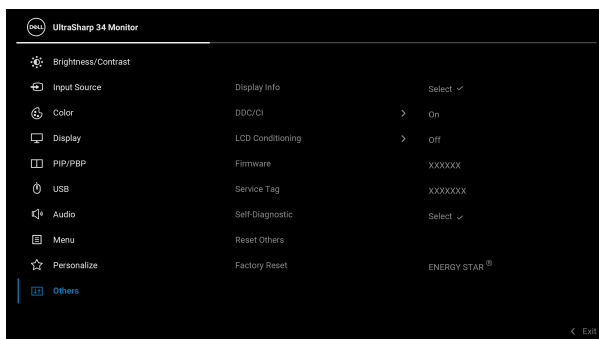 DELL UltraSharp 34 Monitor
Brightness/Contrast
Input Source Display Info Select ✓
Color DDC/CI > On
Display LCD Conditioning > Off
PIP/PBP Firmware XXXXXX
USB Service Tag XXXXXXX
Audio Self-Diagnostic Select ✓
Menu Reset Others
Personalize Factory Reset ENERGY STAR®
Others
< Exit